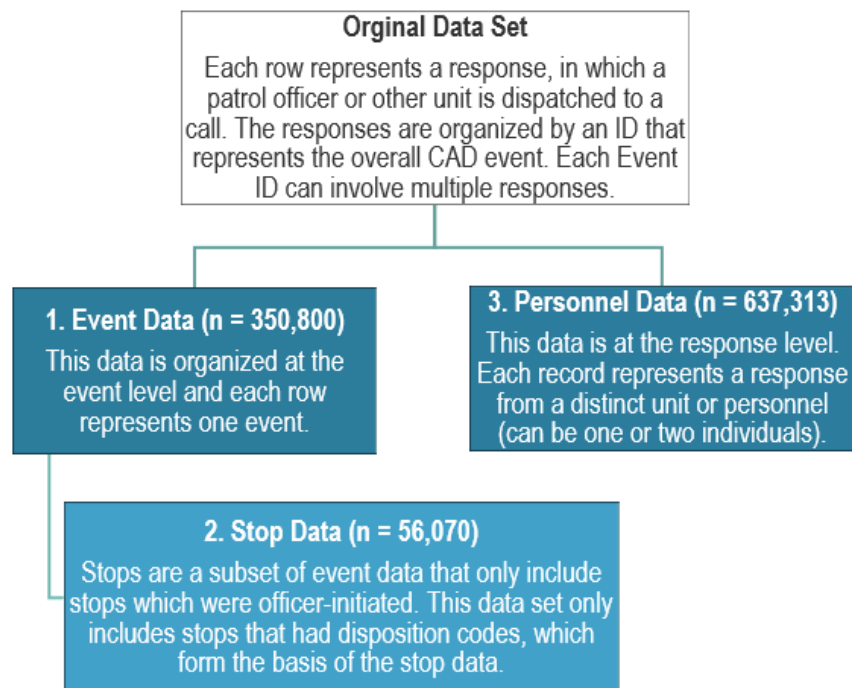 Orginal Data Set
Each row represents a response, in which a
patrol officer or other unit is dispatched to a
call. The responses are organized by an ID that
represents the overall CAD event. Each Event
ID can involve multiple responses.
1. Event Data (n = 350,800)
This data is organized at the
event level and each row
represents one event.
3. Personnel Data (n = 637,313)
This data is at the response level.
Each record represents a response
from a distinct unit or personnel
(can be one or two individuals).
2. Stop Data (n = 56,070)
Stops are a subset of event data that only include
stops which were officer-initiated. This data set only
includes stops that had disposition codes, which
form the basis of the stop data.